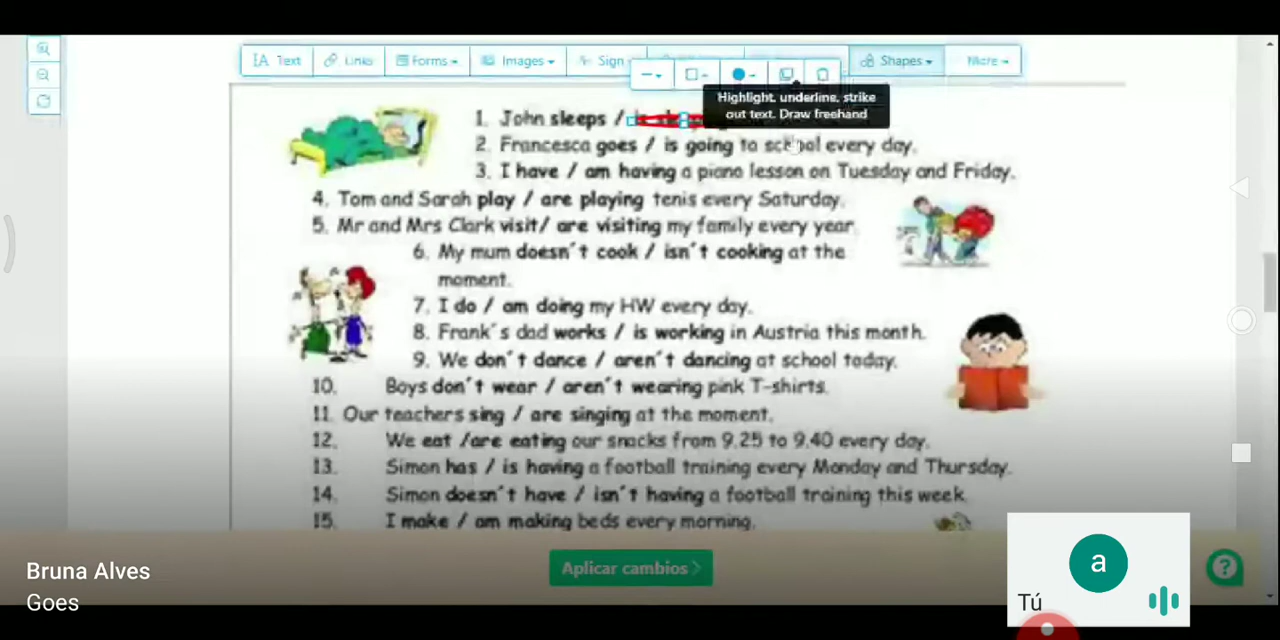 Text Links Forms Images Sign Shapes More
Highlight, underline, strike
out text. Draw freehand
1. John sleeps /
2. Francesca goes / is going to school every day.
3. I have / am having a piano lesson on Tuesday and Friday.
4. Tom and Sarah play / are playing tenis every Saturday.
5. Mr and Mrs Clark visit/ are visiting my family every year.
6. My mum doesn´t cook / isn´t cooking at the
moment.
7. I do / am doing my HW every day.
8. Frank´s dad works / is working in Austria this month.
9. We don´t dance / aren´t dancing at school today.
10. Boys don´t wear / aren´t wearing pink T-shirts.
11. Our teachers sing / are singing at the moment.
12. We eat /are eating our snacks from 9.25 to 9.40 every day.
13. Simon has / is having a football training every Monday and Thursday.
14. Simon doesn´t have / isn´t having a football training this week.
15. I make / am making beds every morning.
Aplicar cambios
?
Bruna Alves
Goes
a
Tú